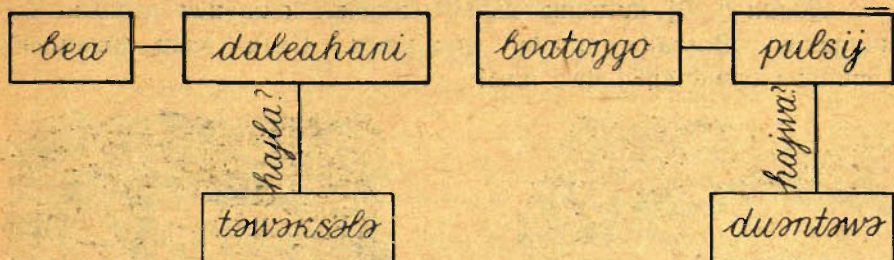 bea daleahani boatoŋgo pulsij
hajla? hajwa?
təwəksələ duəntəwə